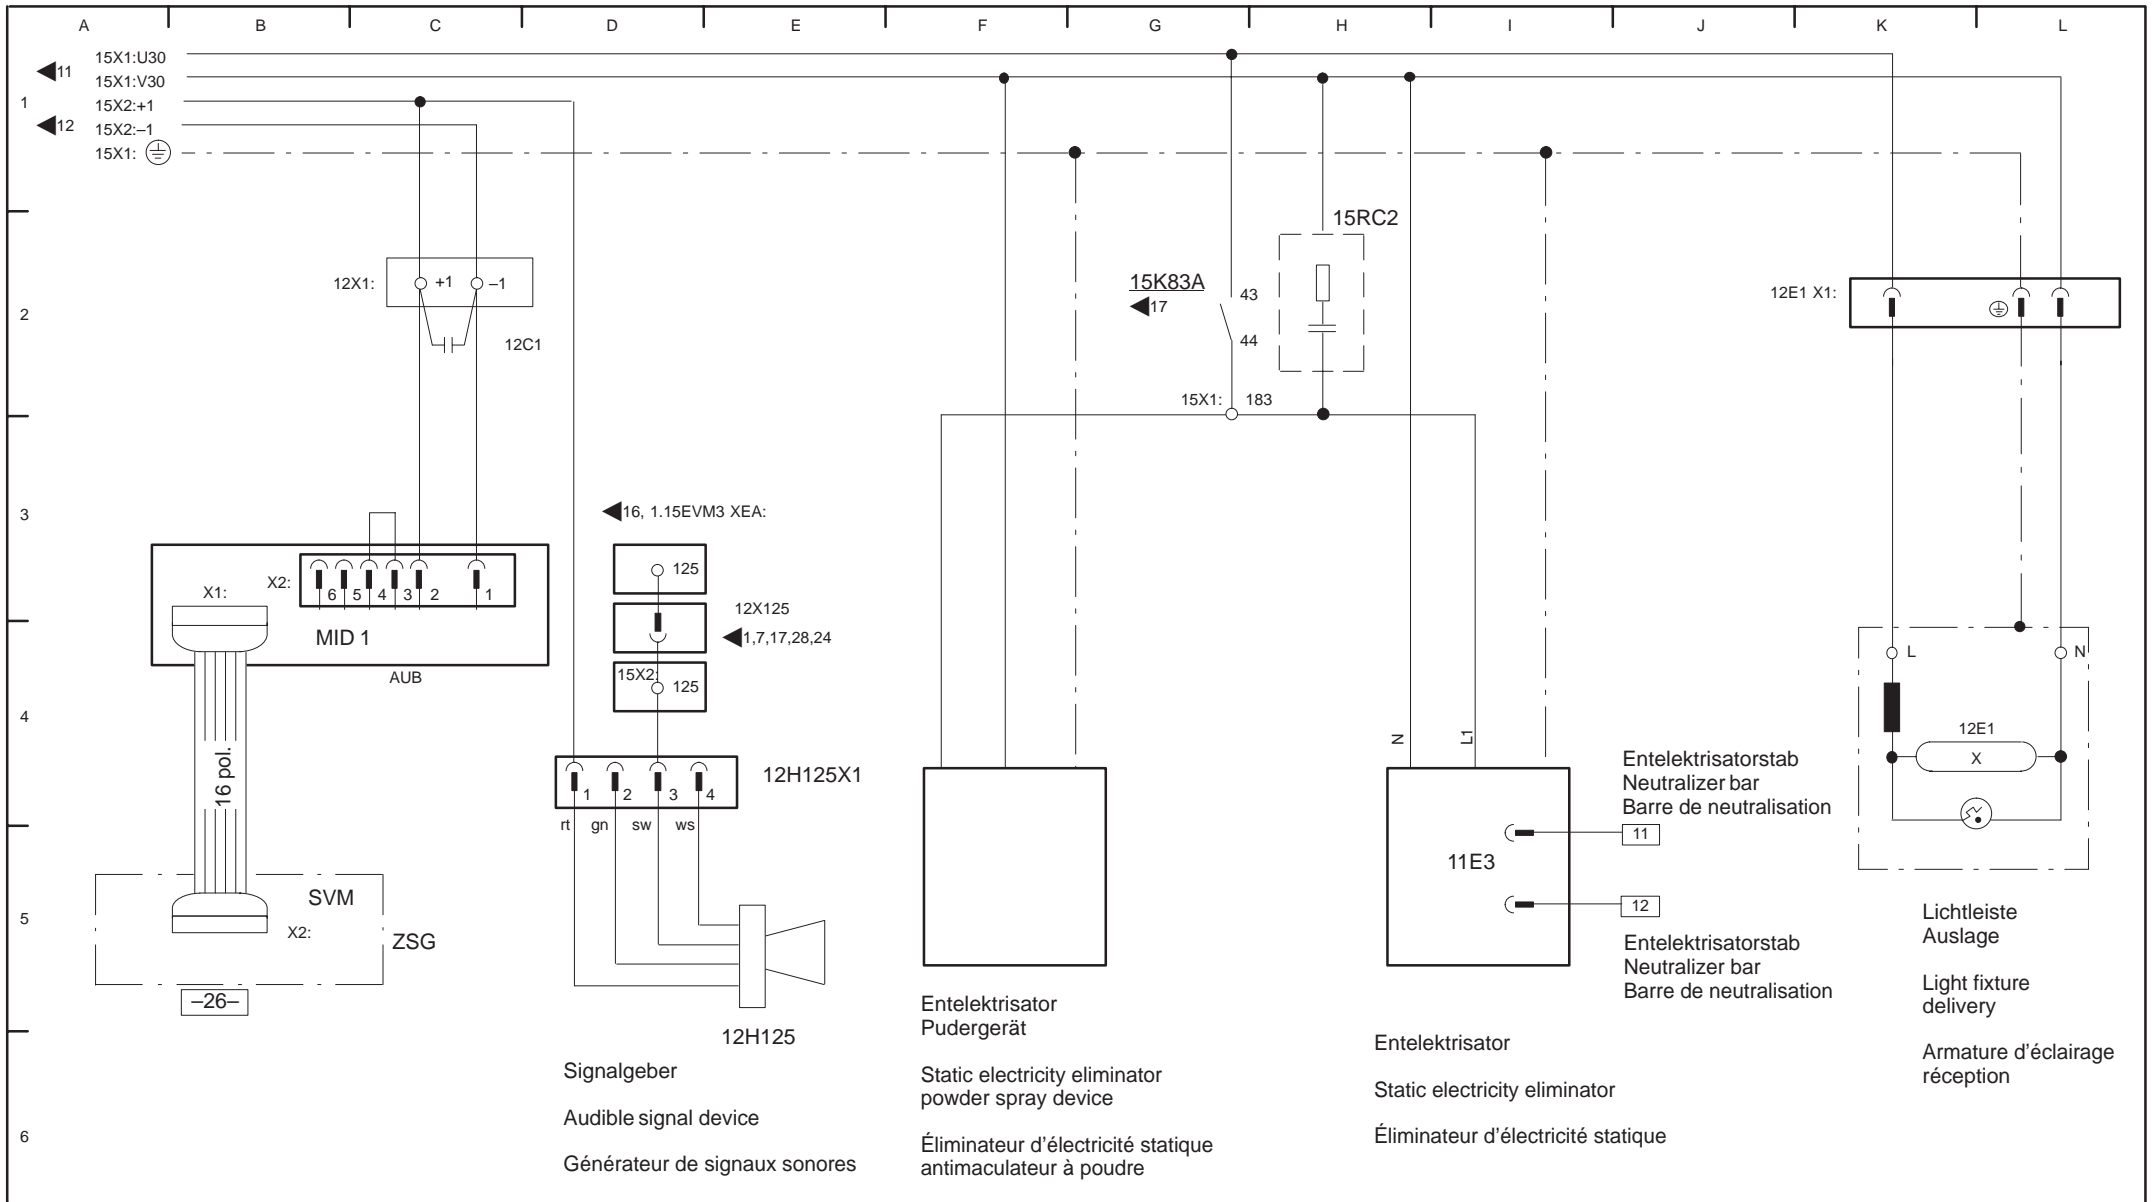 A B C D E F G H I J K L
15X1:U30
11
15X1:V30
1
15X2:+1
12
15X2:–1
15X1:
15RC2
12X1:
+1
–1
12C1
2
15K83A
17
43
44
15X1:
183
12E1 X1:
3
16, 1.15EVM3 XEA:
125
12X125
1,7,17,28,24
15X2:
125
X1:
X2:
6 5 4 3 2 1
MID 1
AUB
4
16 pol.
12H125X1
1 2 3 4
rt gn sw ws
N
L1
L
N
12E1
X
Entelektrisatorstab
Neutralizer bar
Barre de neutralisation
11
11E3
12
Entelektrisatorstab
Neutralizer bar
Barre de neutralisation
5
SVM
X2:
ZSG
–26–
12H125
Signalgeber
Audible signal device
Générateur de signaux sonores
Entelektrisator
Pudergerät
Static electricity eliminator
powder spray device
Éliminateur d’électricité statique
antimaculateur à poudre
Entelektrisator
Static electricity eliminator
Éliminateur d’électricité statique
Lichtleiste
Auslage
Light fixture
delivery
Armature d’éclairage
réception
6